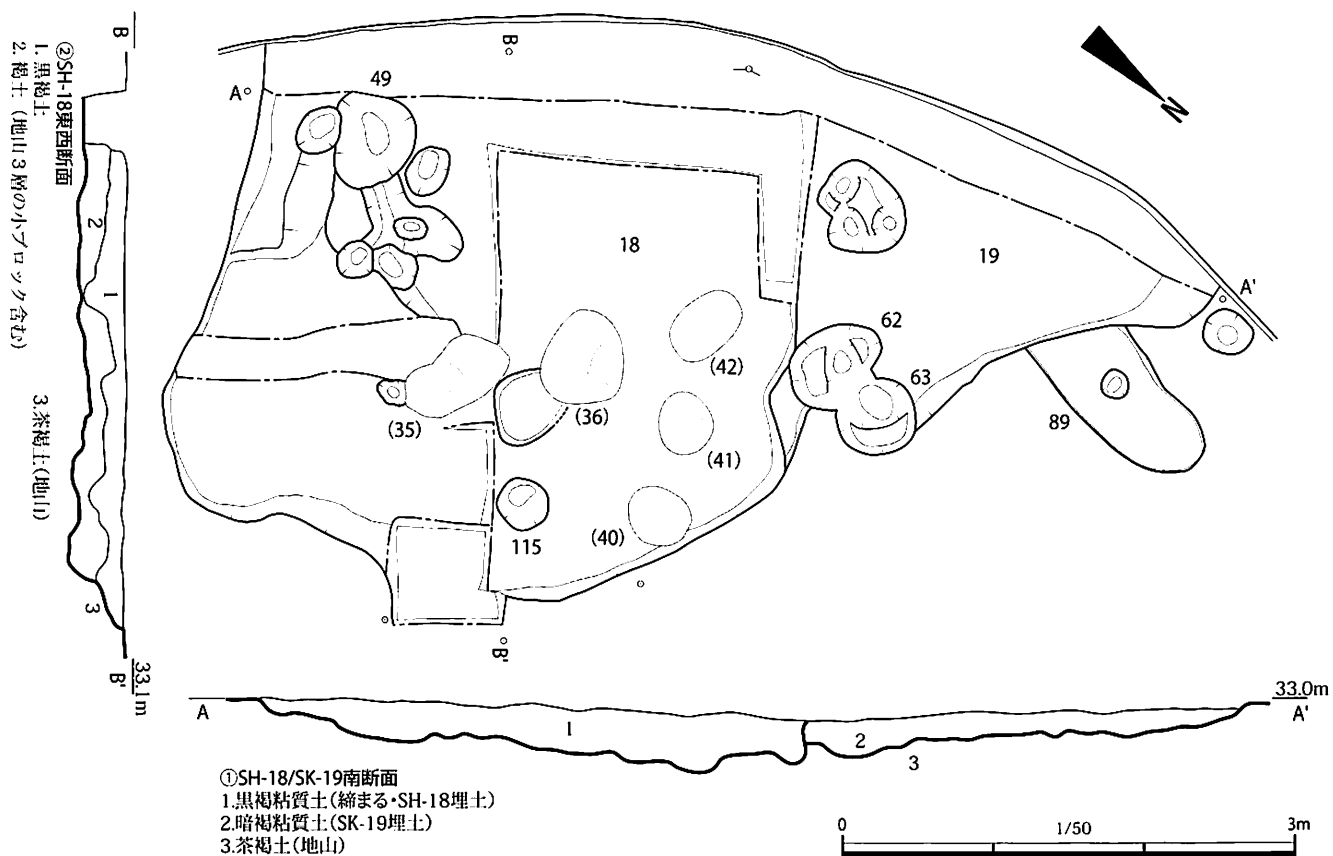 B
②SH-18東西断面
1. 黒褐土
2. 褐土（地山3層の小ブロック含む）
3.茶褐土(地山)
2
1
3
B'
33.1m
B
A
49
18
19
A'
62
63
89
(42)
(36)
(35)
(41)
(40)
115
B'
N
33.0m
A
A'
1
2
3
①SH-18/SK-19南断面
1.黒褐粘質土(締まる・SH-18埋土)
2.暗褐粘質土(SK-19埋土)
3.茶褐土(地山)
0
1/50
3m